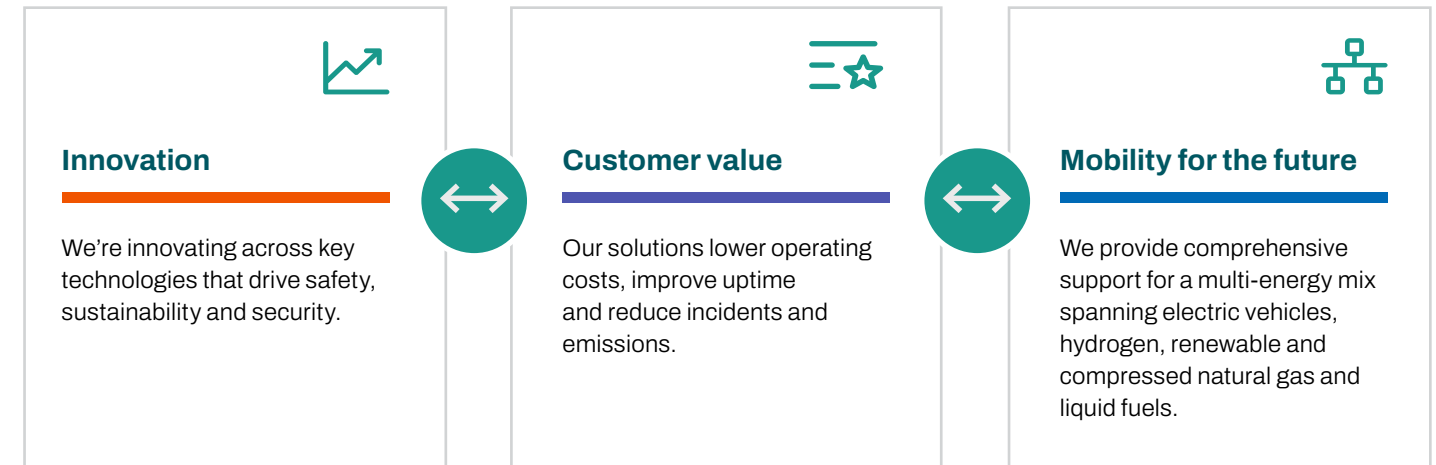 Innovation
We’re innovating across key
technologies that drive safety,
sustainability and security.
Customer value
Our solutions lower operating
costs, improve uptime
and reduce incidents and
emissions.
Mobility for the future
We provide comprehensive
support for a multi-energy mix
spanning electric vehicles,
hydrogen, renewable and
compressed natural gas and
liquid fuels.